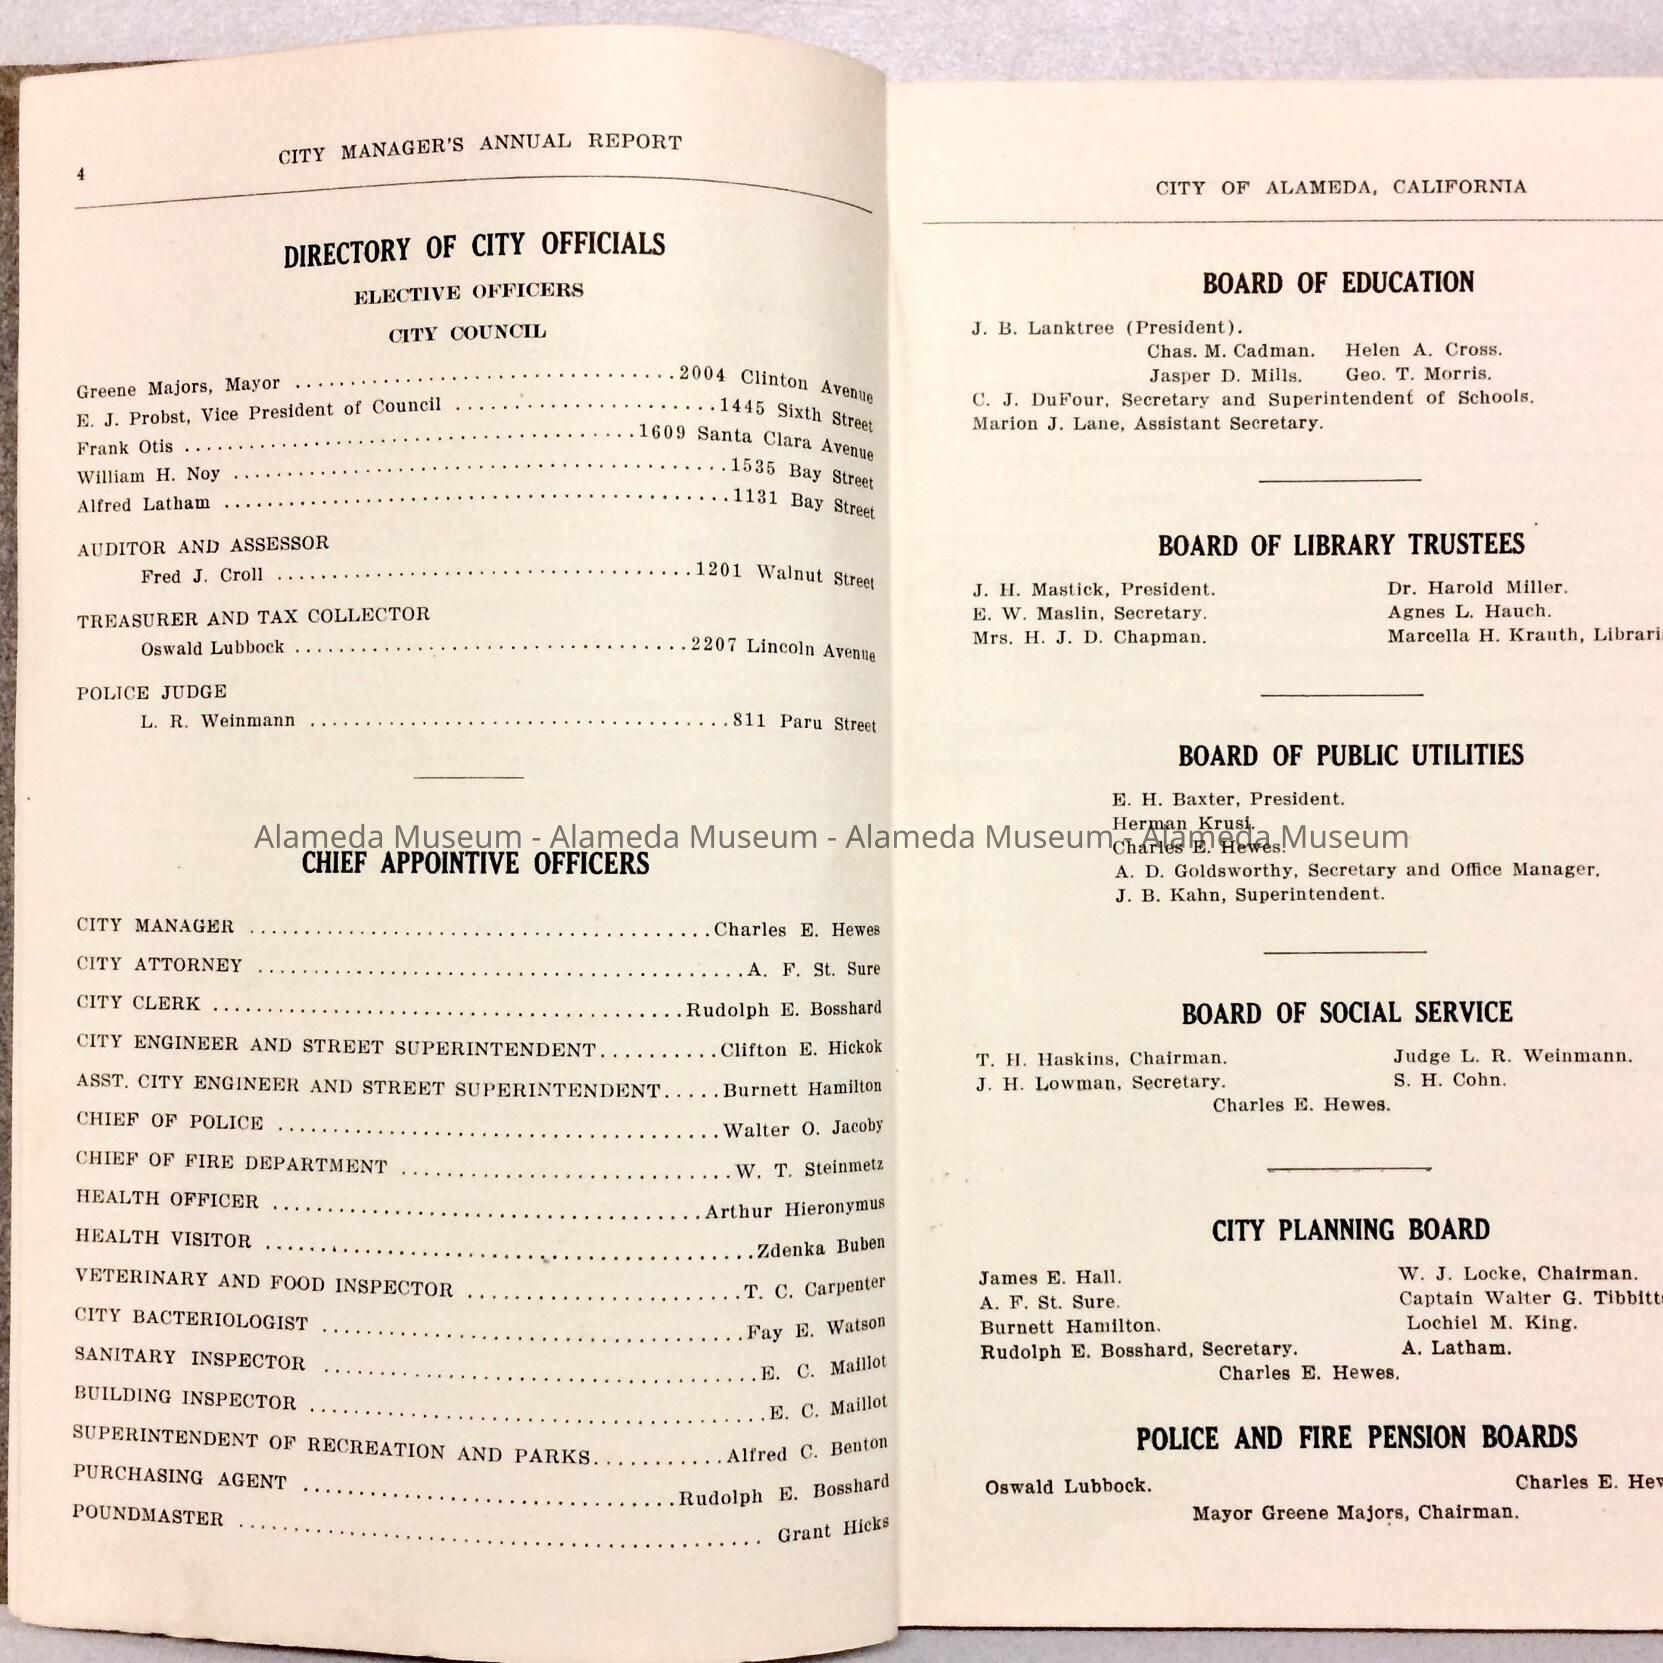 CITY MANAGER'S ANNUAL REPORT
4
DIRECTORY OF CITY OFFICIALS
ELECTIVE OFFICERS
CITY COUNCIL
Greene Majors, Mayor ..................................2004 Clinton Avenue
E. J. Probst, Vice President of Council .......................1445 Sixth Street
Frank Otis ........................................1609 Santa Clara Avenue
William H. Noy ...........................................1535 Bay Street
Alfred Latham ............................................1131 Bay Street
AUDITOR AND ASSESSOR
Fred J. Croll .....................................1201 Walnut Street
TREASURER AND TAX COLLECTOR
Oswald Lubbock ...................................2207 Lincoln Avenue
POLICE JUDGE
L. R. Weinmann .....................................811 Paru Street
CHIEF APPOINTIVE OFFICERS
CITY MANAGER .........................................Charles E. Hewes
CITY ATTORNEY ...........................................A. F. St. Sure
CITY CLERK ..........................................Rudolph E. Bosshard
CITY ENGINEER AND STREET SUPERINTENDENT..........Clifton E. Hickok
ASST. CITY ENGINEER AND STREET SUPERINTENDENT.....Burnett Hamilton
CHIEF OF POLICE .......................................Walter O. Jacoby
CHIEF OF FIRE DEPARTMENT ..............................W. T. Steinmetz
HEALTH OFFICER ......................................Arthur Hieronymus
HEALTH VISITOR ...........................................Zdenka Buben
VETERINARY AND FOOD INSPECTOR ........................T. C. Carpenter
CITY BACTERIOLOGIST .....................................Fay E. Watson
SANITARY INSPECTOR ......................................E. C. Maillot
BUILDING INSPECTOR ........................................E. C. Maillot
SUPERINTENDENT OF RECREATION AND PARKS............Alfred C. Benton
PURCHASING AGENT .................................Rudolph E. Bosshard
POUNDMASTER .............................................. Grant Hicks
CITY OF ALAMEDA, CALIFORNIA
BOARD OF EDUCATION
J. B. Lanktree (President).
Chas. M. Cadman. Helen A. Cross.
Jasper D. Mills. Geo. T. Morris.
C. J. DuFour, Secretary and Superintendent of Schools.
Marion J. Lane, Assistant Secretary.
BOARD OF LIBRARY TRUSTEES
J. H. Mastick, President. Dr. Harold Miller.
E. W. Maslin, Secretary. Agnes L. Hauch.
Mrs. H. J. D. Chapman. Marcella H. Krauth, Librari
BOARD OF PUBLIC UTILITIES
E. H. Baxter, President.
Herman Krusi.
Charles E. Hewes.
A. D. Goldsworthy, Secretary and Office Manager.
J. B. Kahn, Superintendent.
BOARD OF SOCIAL SERVICE
T. H. Haskins, Chairman. Judge L. R. Weinmann.
J. H. Lowman, Secretary. S. H. Cohn.
Charles E. Hewes.
CITY PLANNING BOARD
James E. Hall. W. J. Locke, Chairman.
A. F. St. Sure. Captain Walter G. Tibbitt
Burnett Hamilton. Lochiel M. King.
Rudolph E. Bosshard, Secretary. A. Latham.
Charles E. Hewes.
POLICE AND FIRE PENSION BOARDS
Oswald Lubbock. Charles E. Hew
Mayor Greene Majors, Chairman.
Alameda Museum - Alameda Museum - Alameda Museum - Alameda Museum